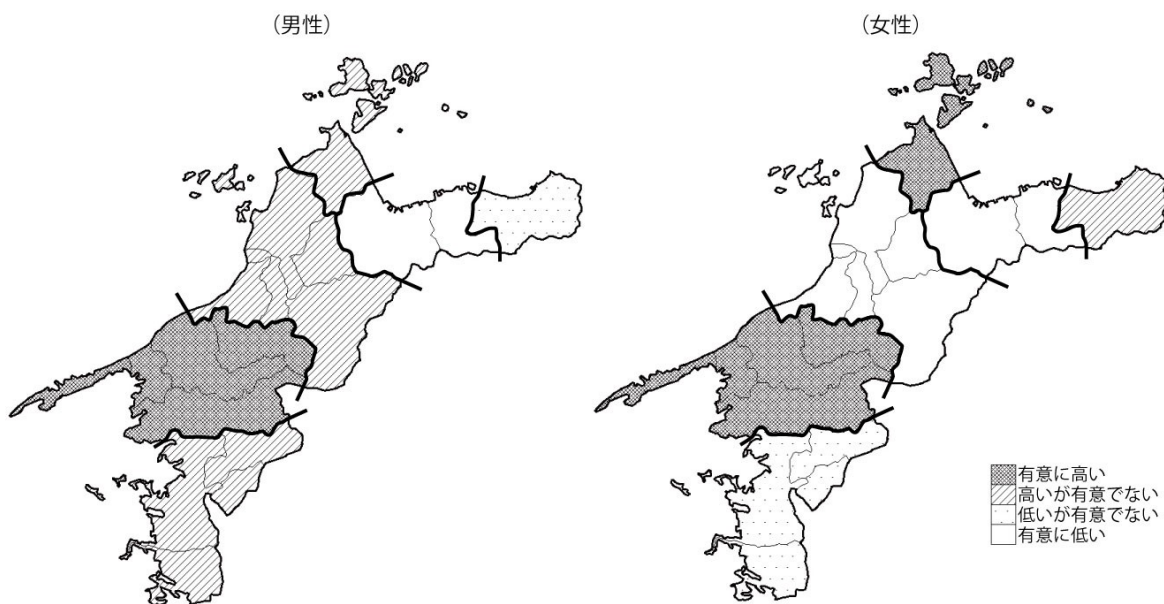 （男性）
（女性）
有意に高い
高いが有意でない
低いが有意でない
有意に低い